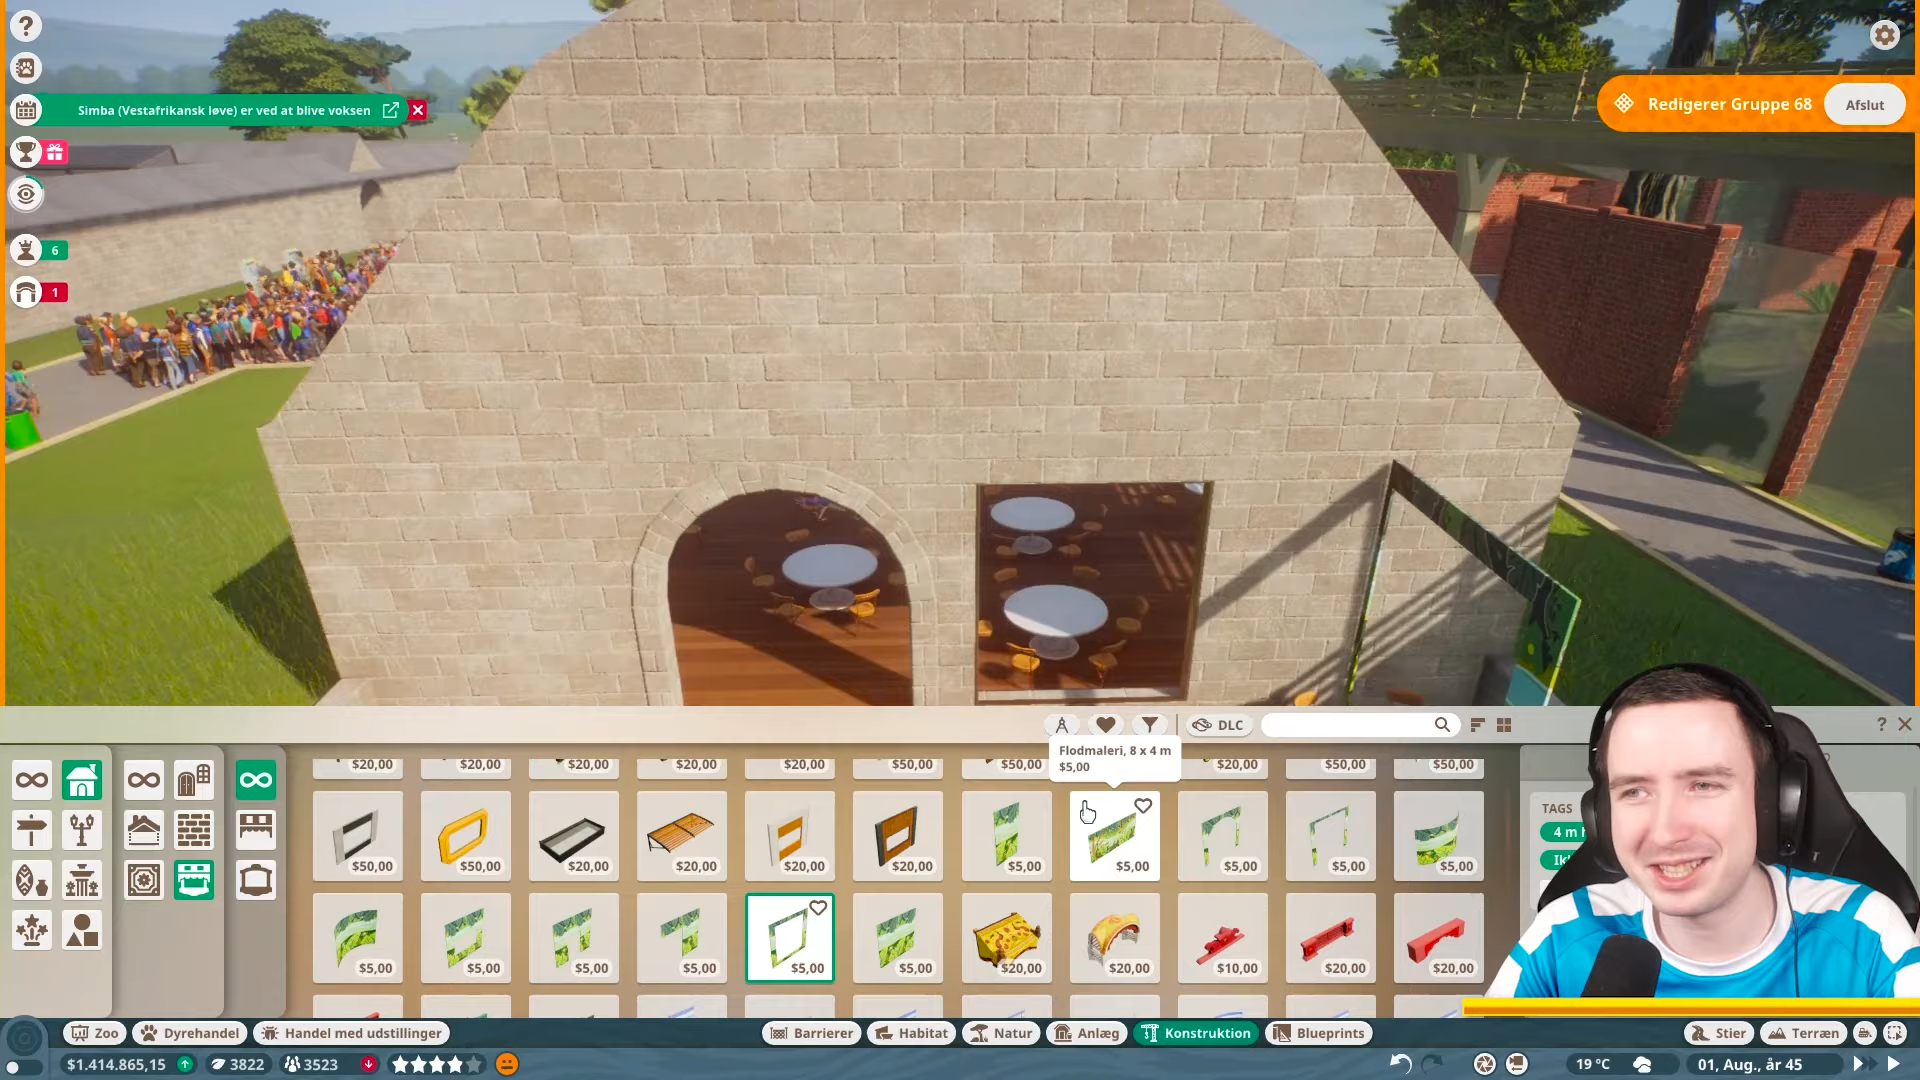 Simba (Vestafrikansk løve) er ved at blive voksen
Redigerer Gruppe 68
Afslut
6
1
DLC
Flodmaleri, 8 x 4 m
$5,00
$20,00
$20,00
$20,00
$20,00
$20,00
$50,00
$50,00
$20,00
$50,00
$50,00
$50,00
$50,00
$20,00
$20,00
$20,00
$20,00
$5,00
$5,00
$5,00
$5,00
$5,00
$5,00
$5,00
$5,00
$5,00
$5,00
$5,00
$20,00
$20,00
$10,00
$20,00
$20,00
TAGS
4 m
Zoo
Dyrehandel
Handel med udstillinger
Barrierer
Habitat
Natur
Anlæg
Konstruktion
Blueprints
Stier
Terræn
$1.414.865,15
3822
3523
19 °C
01, Aug., år 45